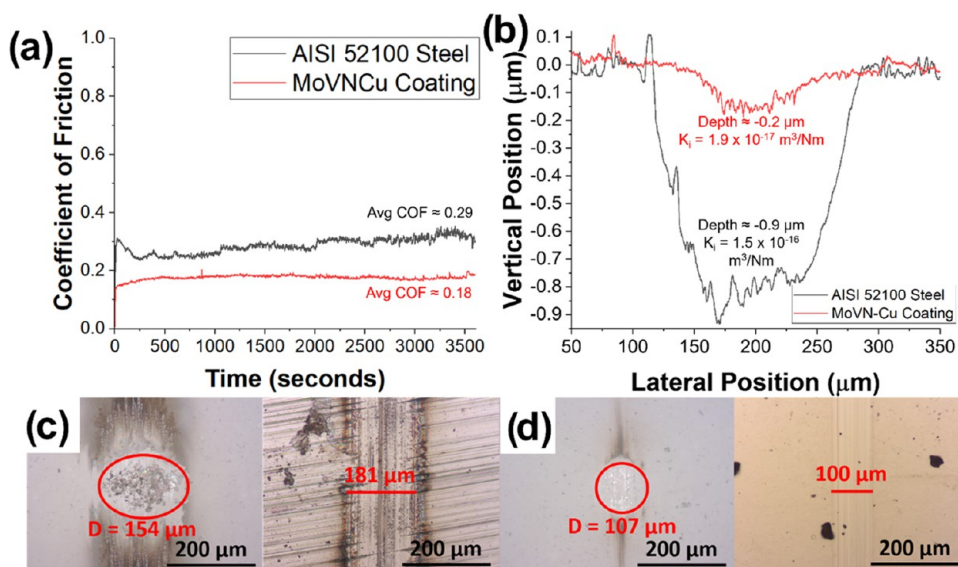 (a)
1.0
0.8
0.6
0.4
0.2
0.0
Coefficient of Friction
AISI 52100 Steel
MoVNCu Coating
Avg COF ≈ 0.29
Avg COF ≈ 0.18
0 500 1000 1500 2000 2500 3000 3500
Time (seconds)
(b)
0.1
0.0
-0.1
-0.2
-0.3
-0.4
-0.5
-0.6
-0.7
-0.8
-0.9
Vertical Position (μm)
Depth ≈ -0.2 μm
Ki = 1.9 x 10-17 m3/Nm
Depth ≈ -0.9 μm
Ki = 1.5 x 10-16
m3/Nm
AISI 52100 Steel
MoVN-Cu Coating
50 100 150 200 250 300 350
Lateral Position (μm)
(c)
D = 154 μm
200 μm
181 μm
200 μm
(d)
D = 107 μm
200 μm
100 μm
200 μm